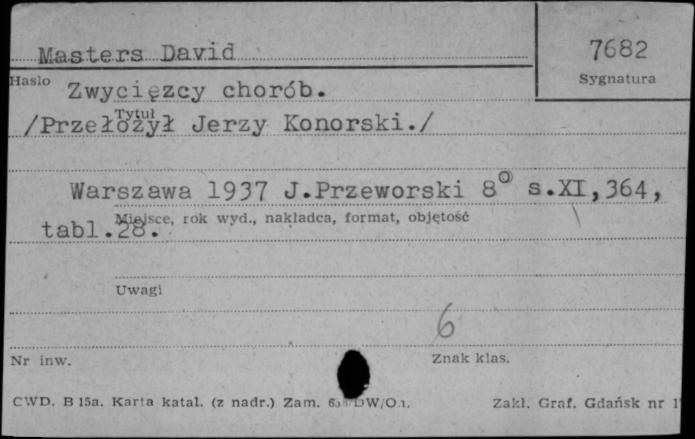 Masters David
7682
Hasło
Sygnatura
Zwycięzcy chorób.
Tytuł
/Przełożył Jerzy Konorski./
Warszawa 1937 J.Przeworski 8° s.XI,364,
Miejsce, rok wyd., nakładca, format, objętość
tabl.28.
Uwagi
6
Nr inw.
Znak klas.
CWD. B 15a. Karta katal. (z nadr.) Zam.
Zakł. Graf. Gdańsk nr